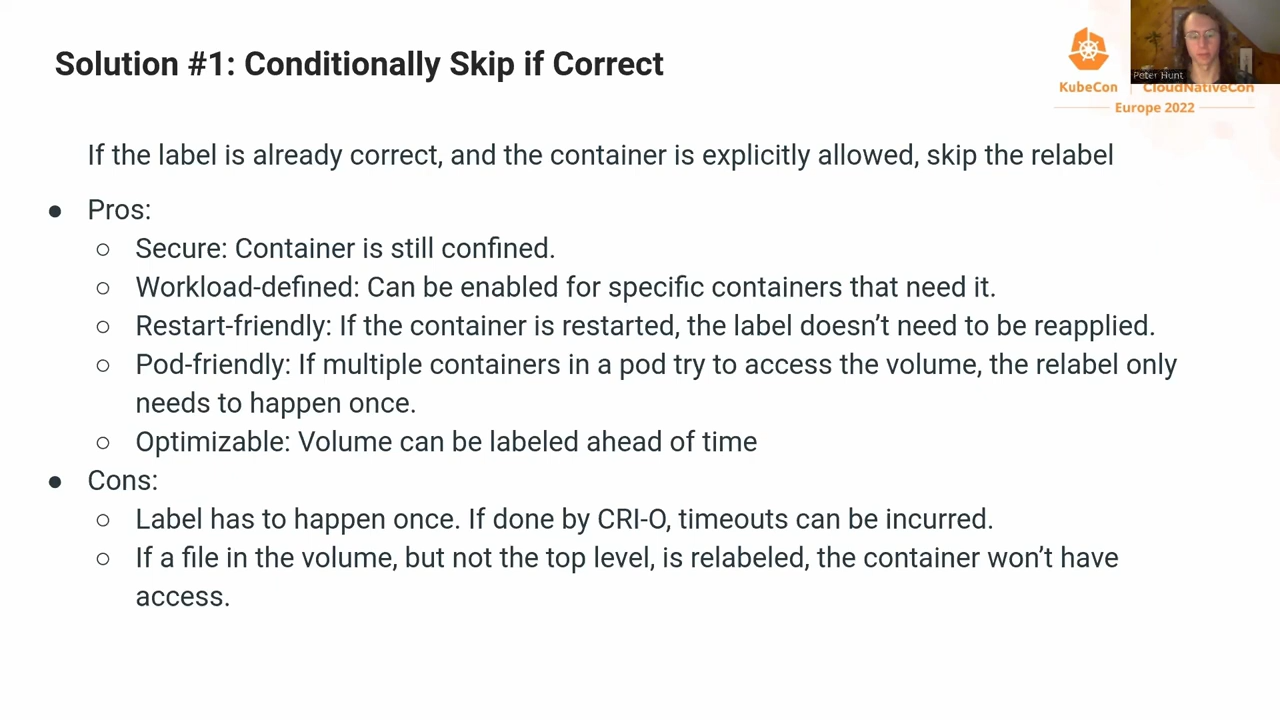 Solution #1: Conditionally Skip if Correct
Peter Hunt
KubeCon
CloudNativeCon
Europe 2022
If the label is already correct, and the container is explicitly allowed, skip the relabel
● Pros:
○ Secure: Container is still confined.
○ Workload-defined: Can be enabled for specific containers that need it.
○ Restart-friendly: If the container is restarted, the label doesn’t need to be reapplied.
○ Pod-friendly: If multiple containers in a pod try to access the volume, the relabel only
needs to happen once.
○ Optimizable: Volume can be labeled ahead of time
● Cons:
○ Label has to happen once. If done by CRI-O, timeouts can be incurred.
○ If a file in the volume, but not the top level, is relabeled, the container won’t have
access.